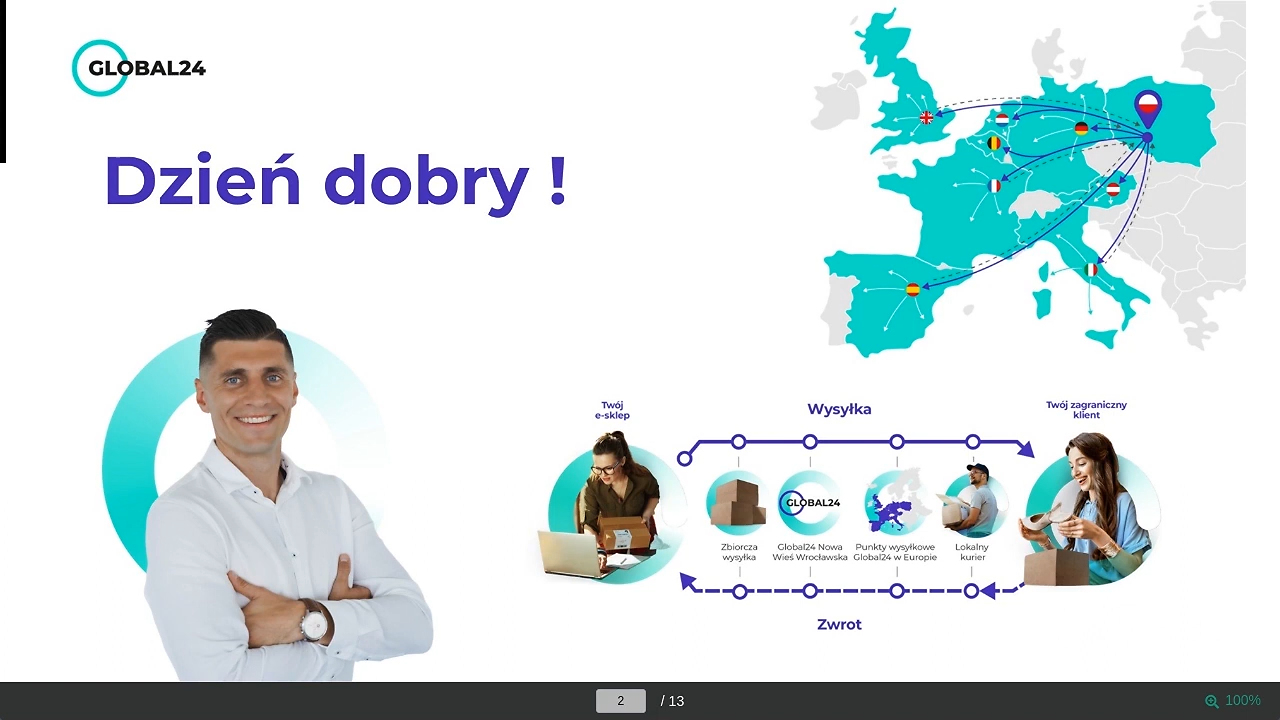 GLOBAL24
Dzień dobry !
Twój
e-sklep
Wysyłka
Twój zagraniczny
klient
GLOBAL24
Zbiorcza
wysyłka
Global24 Nowa
Wieś Wrocławska
Punkty wysyłkowe
Global24 w Europie
Lokalny
kurier
Zwrot
2 / 13
100%